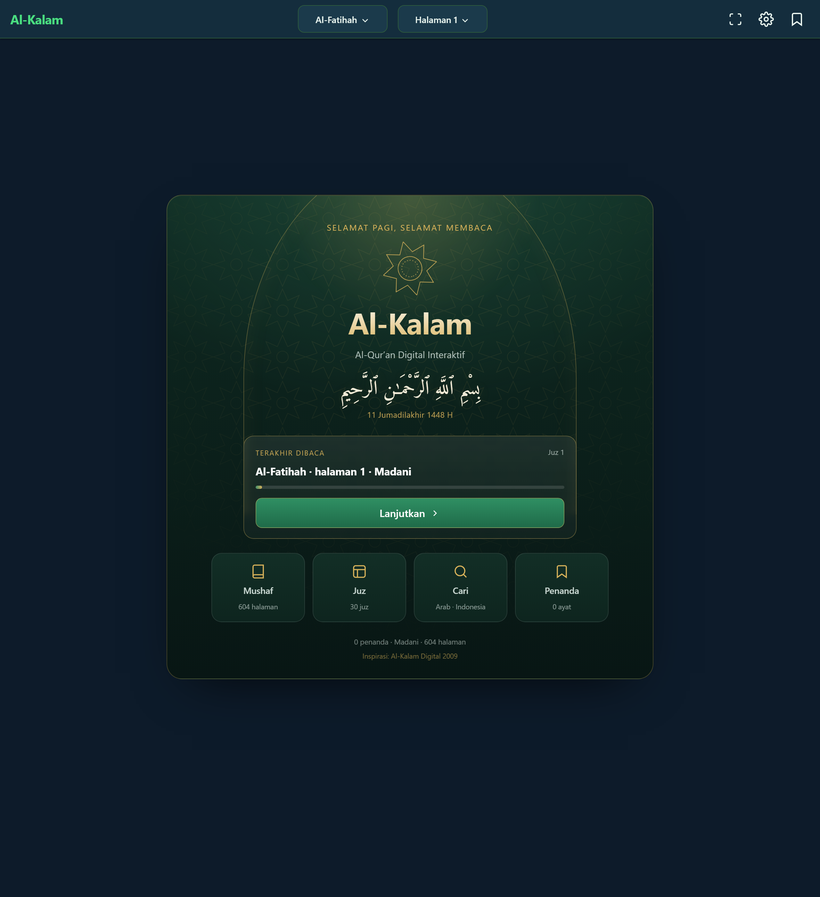 Al-Kalam
Al-Fatihah
Halaman 1
SELAMAT PAGI, SELAMAT MEMBACA
Al-Kalam
Al-Qur'an Digital Interaktif
بِسْمِ ٱللَّهِ ٱلرَّحْمَـٰنِ ٱلرَّحِيمِ
11 Jumadilakhir 1448 H
TERAKHIR DIBACA
Juz 1
Al-Fatihah · halaman 1 · Madani
Lanjutkan
Mushaf
604 halaman
Juz
30 juz
Cari
Arab · Indonesia
Penanda
0 ayat
0 penanda · Madani · 604 halaman
Inspirasi: Al-Kalam Digital 2009